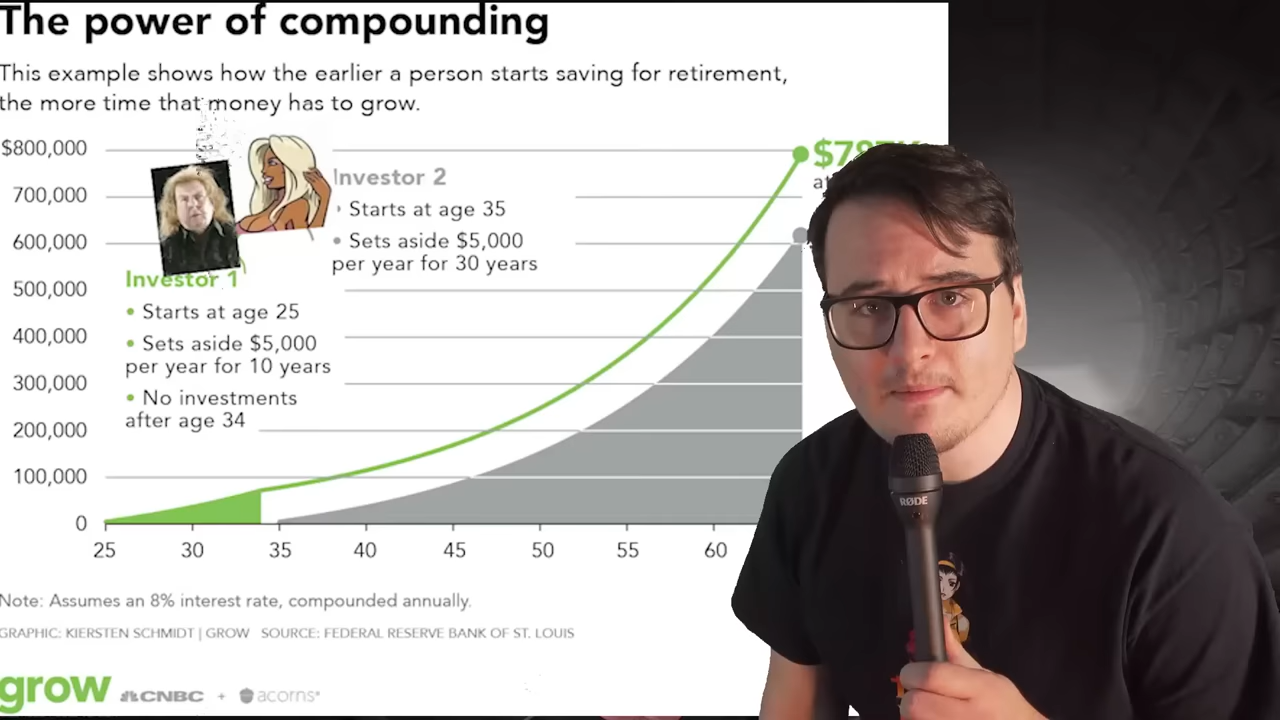 The power of compounding
This example shows how the earlier a person starts saving for retirement,
the more time that money has to grow.
$800,000
700,000
600,000
500,000
400,000
300,000
200,000
100,000
0
Investor 2
• Starts at age 35
• Sets aside $5,000
per year for 30 years
Investor 1
• Starts at age 25
• Sets aside $5,000
per year for 10 years
• No investments
after age 34
25 30 35 40 45 50 55 60
Note: Assumes an 8% interest rate, compounded annually.
GRAPHIC: KIERSTEN SCHMIDT | GROW SOURCE: FEDERAL RESERVE BANK OF ST. LOUIS
grow CNBC + acorns
RØDE